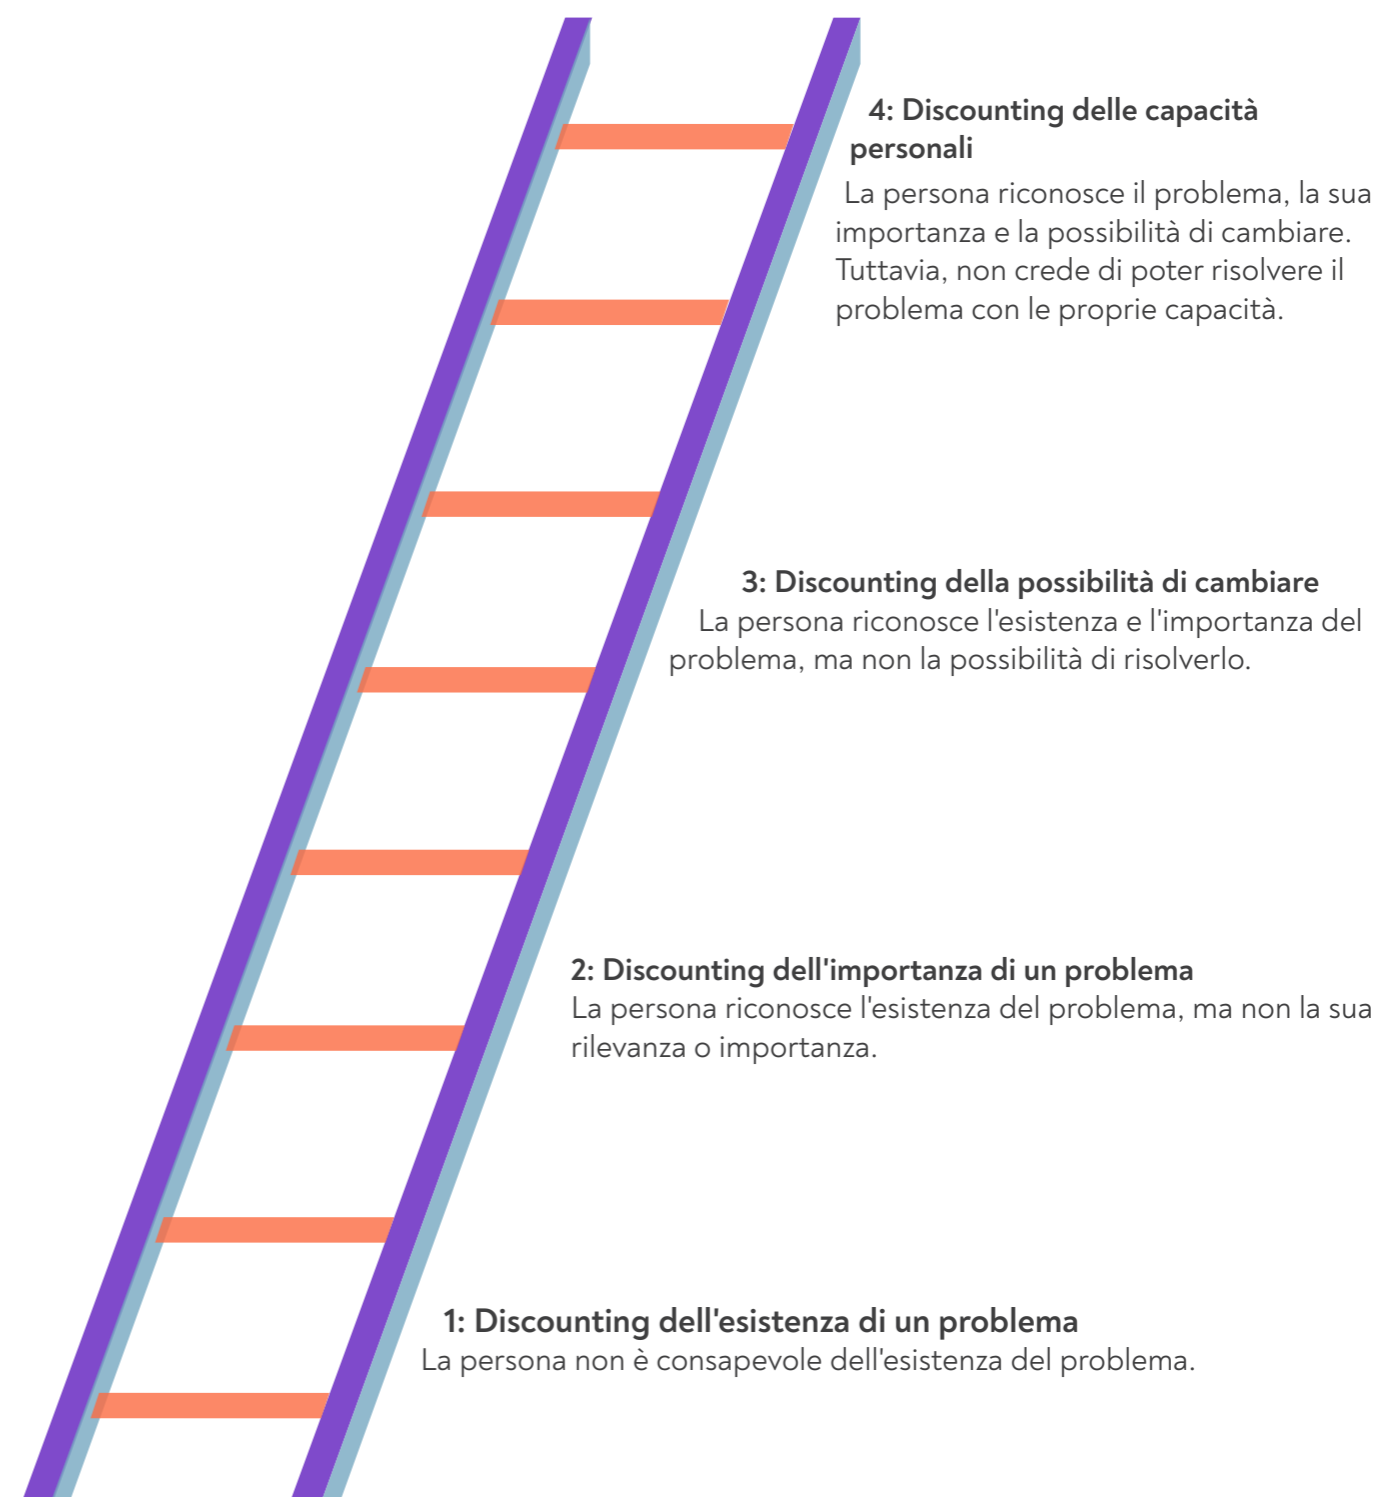 4: Discounting delle capacità
personali
La persona riconosce il problema, la sua
importanza e la possibilità di cambiare.
Tuttavia, non crede di poter risolvere il
problema con le proprie capacità.
3: Discounting della possibilità di cambiare
La persona riconosce l'esistenza e l'importanza del
problema, ma non la possibilità di risolverlo.
2: Discounting dell'importanza di un problema
La persona riconosce l'esistenza del problema, ma non la sua
rilevanza o importanza.
1: Discounting dell'esistenza di un problema
La persona non è consapevole dell'esistenza del problema.